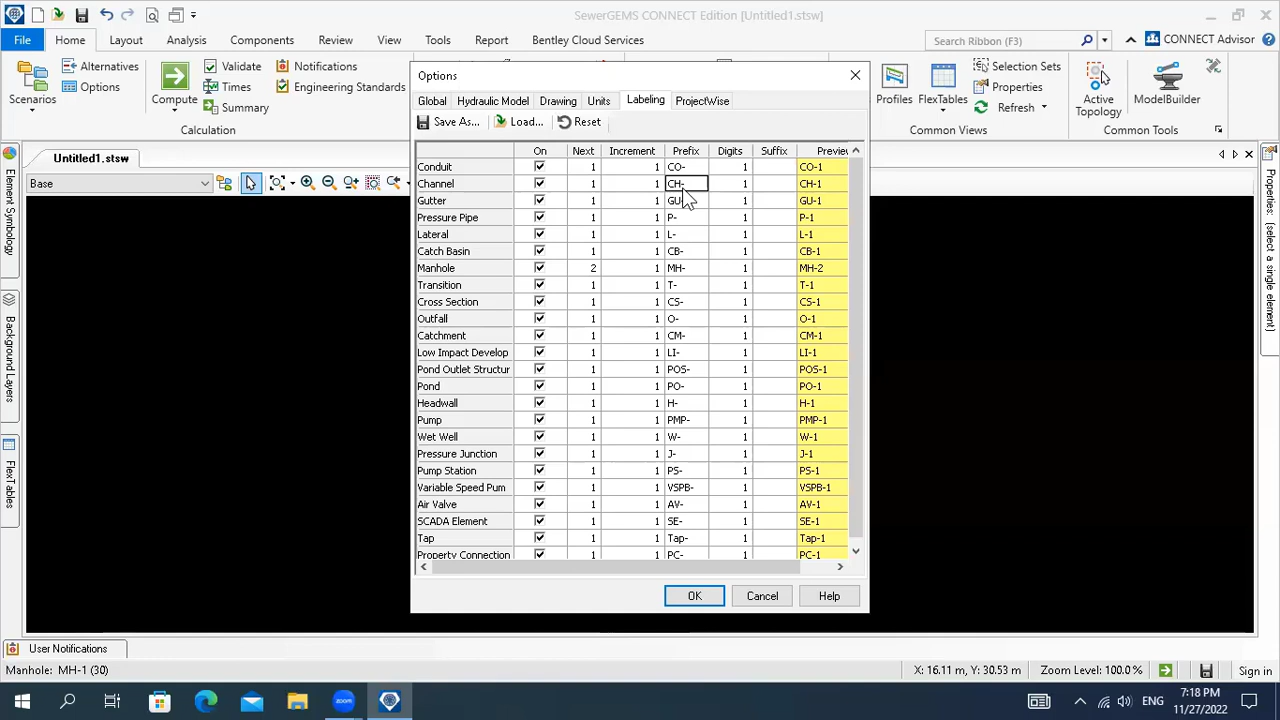 SewerGEMS CONNECT Edition [Untitled1.stsw]
File Home Layout Analysis Components Review View Tools Report Bentley Cloud Services Search Ribbon (F3) CONNECT Advisor
Scenarios Alternatives Options
Compute Validate Times Summary Notifications Engineering Standards
Calculation
Profiles FlexTables Selection Sets Properties Refresh
Common Views
Active Topology ModelBuilder
Common Tools
Untitled1.stsw
Base
Element Symbology
Background Layers
FlexTables
Properties: (select a single element)
Options
Global Hydraulic Model Drawing Units Labeling ProjectWise
Save As... Load... Reset
On Next Increment Prefix Digits Suffix Preview
Conduit 1 1 CO- 1 CO-1
Channel 1 1 CH- 1 CH-1
Gutter 1 1 GU- 1 GU-1
Pressure Pipe 1 1 P- 1 P-1
Lateral 1 1 L- 1 L-1
Catch Basin 1 1 CB- 1 CB-1
Manhole 2 1 MH- 1 MH-2
Transition 1 1 T- 1 T-1
Cross Section 1 1 CS- 1 CS-1
Outfall 1 1 O- 1 O-1
Catchment 1 1 CM- 1 CM-1
Low Impact Develop 1 1 LI- 1 LI-1
Pond Outlet Structur 1 1 POS- 1 POS-1
Pond 1 1 PO- 1 PO-1
Headwall 1 1 H- 1 H-1
Pump 1 1 PMP- 1 PMP-1
Wet Well 1 1 W- 1 W-1
Pressure Junction 1 1 J- 1 J-1
Pump Station 1 1 PS- 1 PS-1
Variable Speed Pum 1 1 VSPB- 1 VSPB-1
Air Valve 1 1 AV- 1 AV-1
SCADA Element 1 1 SE- 1 SE-1
Tap 1 1 Tap- 1 Tap-1
Property Connection 1 1 PC- 1 PC-1
OK Cancel Help
User Notifications
Manhole: MH-1 (30) X: 16.11 m, Y: 30.53 m Zoom Level: 100.0 % Sign in
zoom ENG 7:18 PM
11/27/2022